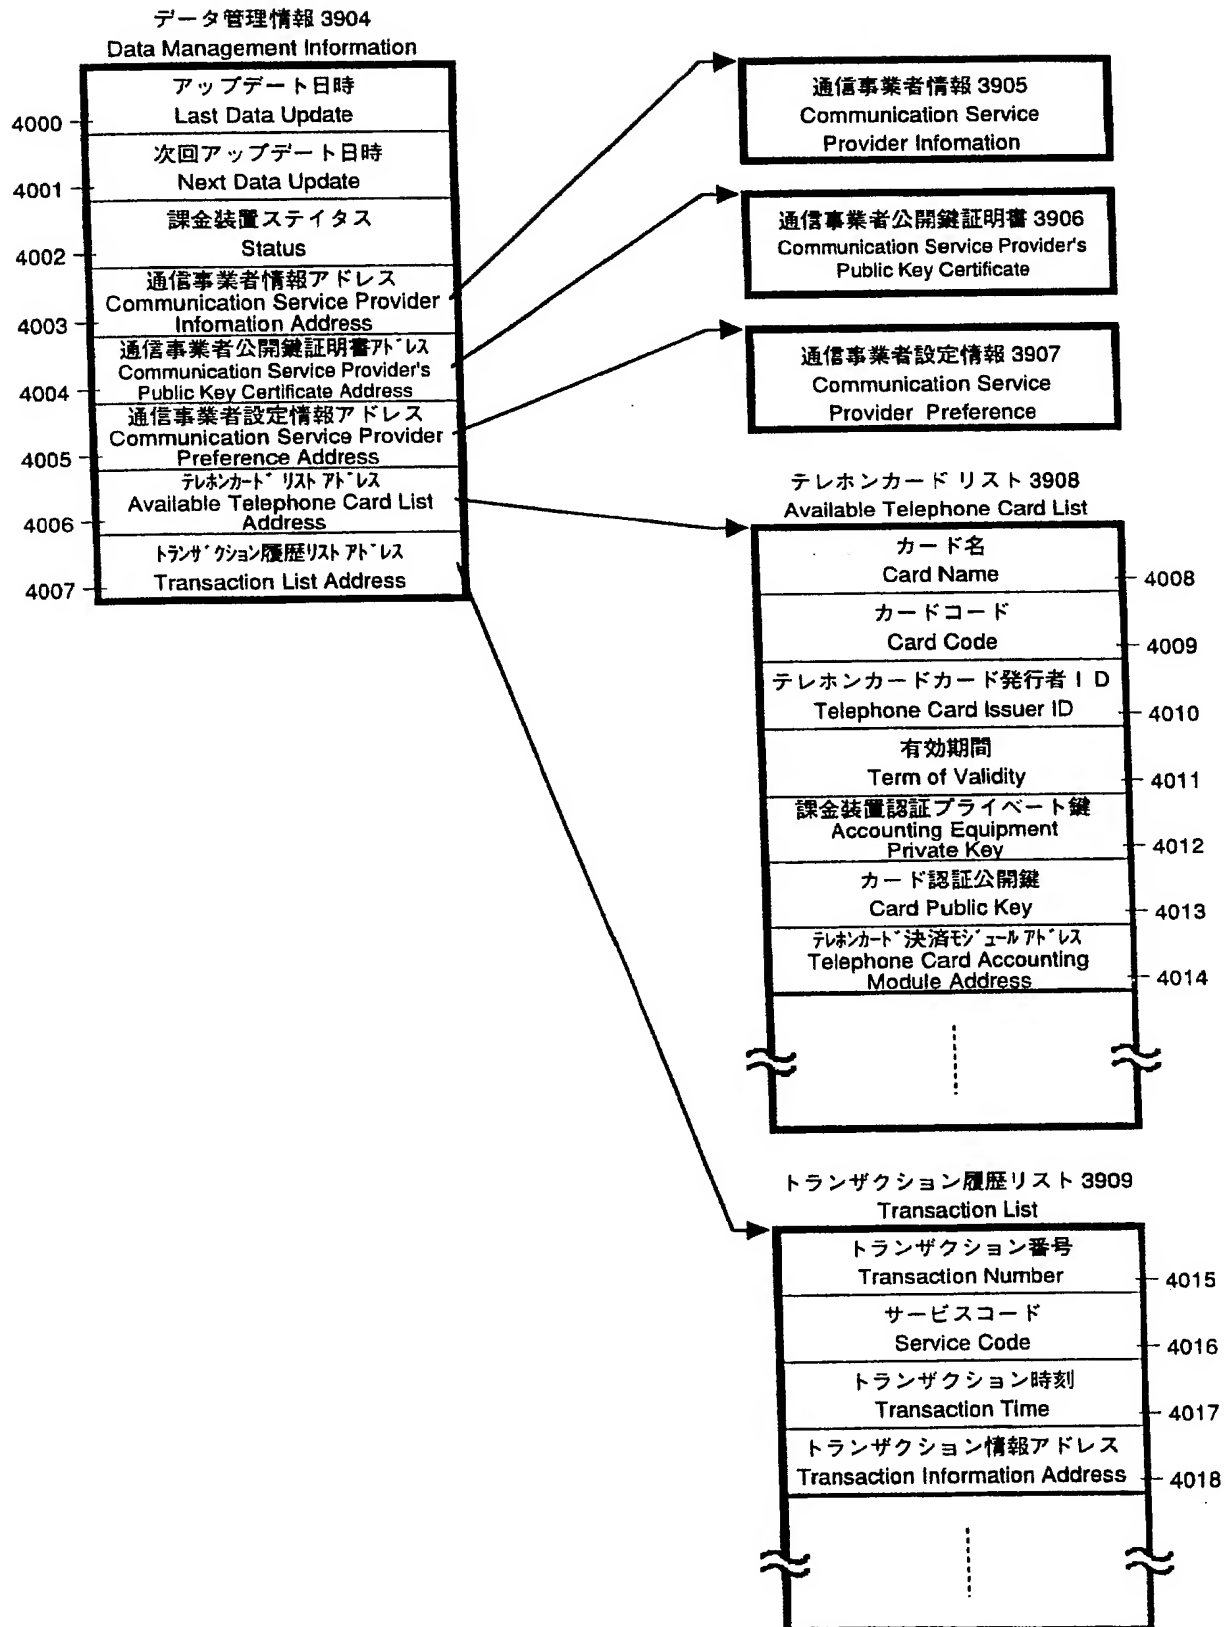 データ管理情報 3904
Data Management Information
アップデート日時
Last Data Update
4000
次回アップデート日時
Next Data Update
4001
課金装置ステイタス
Status
4002
通信事業者情報アドレス
Communication Service Provider
Infomation Address
4003
通信事業者公開鍵証明書アドレス
Communication Service Provider's
Public Key Certificate Address
4004
通信事業者設定情報アドレス
Communication Service Provider
Preference Address
4005
テレホンカード リスト アドレス
Available Telephone Card List
Address
4006
トランザクション履歴リスト アドレス
Transaction List Address
4007
通信事業者情報 3905
Communication Service
Provider Infomation
通信事業者公開鍵証明書 3906
Communication Service Provider's
Public Key Certificate
通信事業者設定情報 3907
Communication Service
Provider Preference
テレホンカード リスト 3908
Available Telephone Card List
カード名
Card Name
4008
カードコード
Card Code
4009
テレホンカードカード発行者ID
Telephone Card Issuer ID
4010
有効期間
Term of Validity
4011
課金装置認証プライベート鍵
Accounting Equipment
Private Key
4012
カード認証公開鍵
Card Public Key
4013
テレホンカード決済モジュール アドレス
Telephone Card Accounting
Module Address
4014
トランザクション履歴リスト 3909
Transaction List
トランザクション番号
Transaction Number
4015
サービスコード
Service Code
4016
トランザクション時刻
Transaction Time
4017
トランザクション情報アドレス
Transaction Information Address
4018